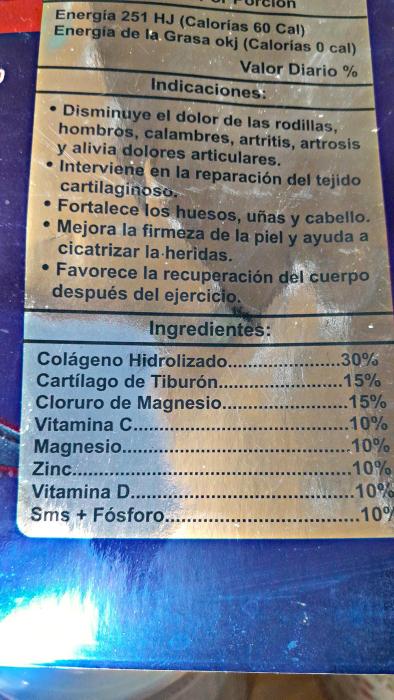 Porción
Energía 251 HJ (Calorías 60 Cal)
Energía de la Grasa okj (Calorías 0 cal)
Valor Diario %
Indicaciones:
• Disminuye el dolor de las rodillas,
hombros, calambres, artritis, artrosis
y alivia dolores articulares.
• Interviene en la reparación del tejido
cartilaginoso.
• Fortalece los huesos, uñas y cabello.
• Mejora la firmeza de la piel y ayuda a
cicatrizar la heridas.
• Favorece la recuperación del cuerpo
después del ejercicio.
Ingredientes:
Colágeno Hidrolizado....................30%
Cartílago de Tiburón.....................15%
Cloruro de Magnesio.....................15%
Vitamina C....................................10%
Magnesio......................................10%
Zinc...............................................10%
Vitamina D.....................................10%
Sms + Fósforo................................10%